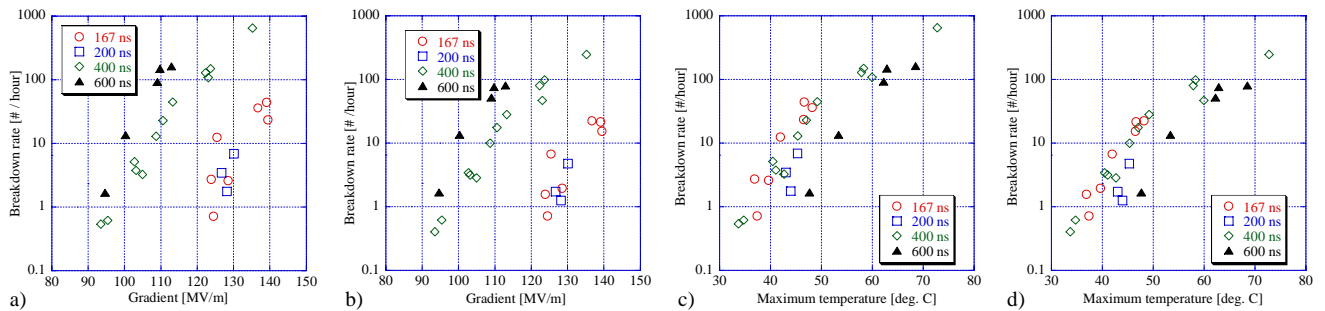 1000
100
10
1
0.1
Breakdown rate [# / hour]
167 ns
200 ns
400 ns
600 ns
80 90 100 110 120 130 140 150
Gradient [MV/m]
a)
1000
100
10
1
0.1
Breakdown rate [# /hour]
167 ns
200 ns
400 ns
600 ns
80 90 100 110 120 130 140 150
Gradient [MV/m]
b)
1000
100
10
1
0.1
Breakdown rate [#/hour]
167 ns
200 ns
400 ns
600 ns
30 40 50 60 70 80
Maximum temperature [deg. C]
c)
1000
100
10
1
0.1
Breakdown rate [#/hour]
167 ns
200 ns
400 ns
600 ns
30 40 50 60 70 80
Maximum temperature [deg. C]
d)